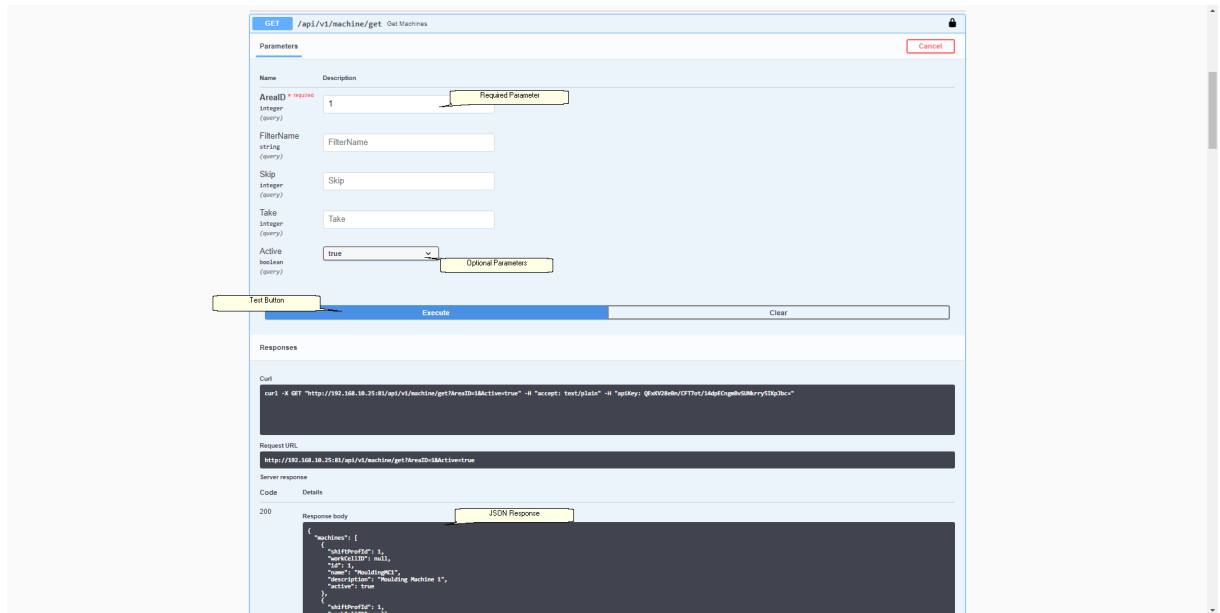 GET /api/v1/machine/get Get Machines
Parameters
Cancel
Name Description
AreaID * required
integer
(query)
1
Required Parameter
FilterName
string
(query)
FilterName
Skip
integer
(query)
Skip
Take
integer
(query)
Take
Active
boolean
(query)
true
Optional Parameters
Test Button
Execute Clear
Responses
Curl
curl -X GET "http://192.168.10.25:81/api/v1/machine/get?AreaID=1&Active=true" -H "accept: text/plain" -H "apiKey:
Request URL
http://192.168.10.25:81/api/v1/machine/get?AreaID=1&Active=true
Server response
Code Details
200
Response body
JSON Response
{
"machines": [
{
"shiftProfId": 1,
"workCellID": null,
"id": 1,
"name": "MouldingMC1",
"description": "Moulding Machine 1",
"active": true
},
{
"shiftProfId": 1,